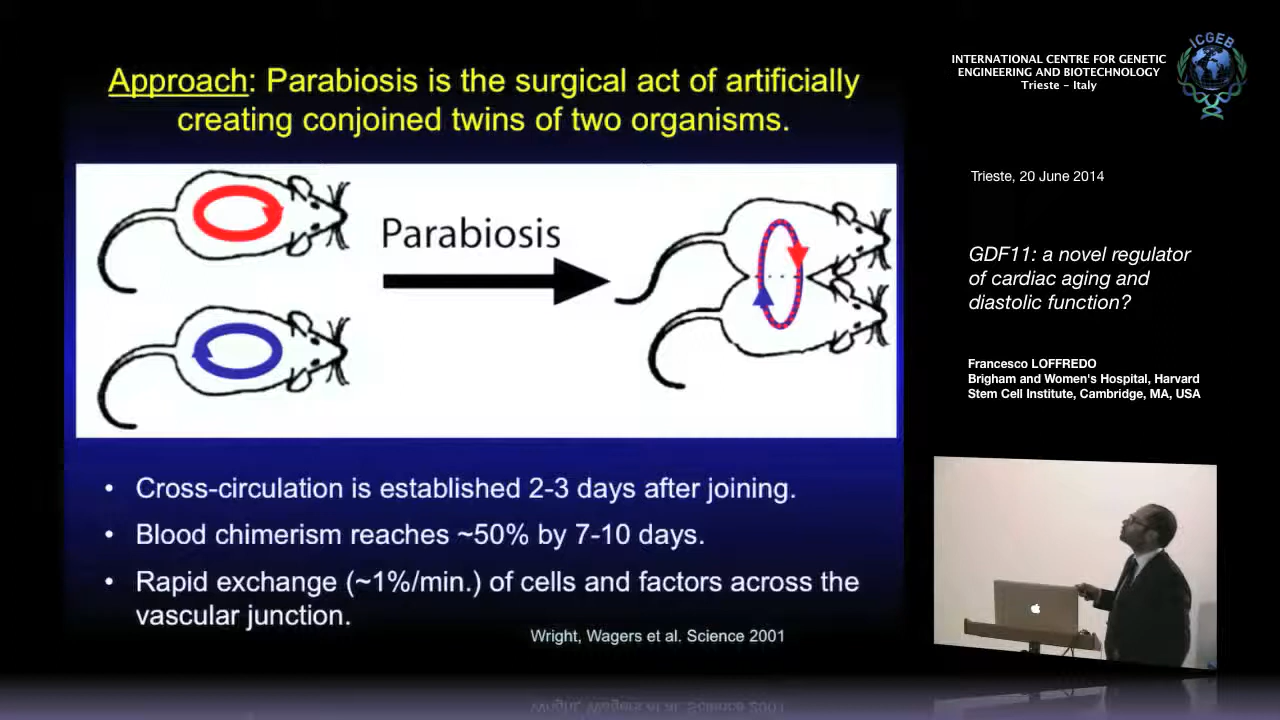 Approach: Parabiosis is the surgical act of artificially
creating conjoined twins of two organisms.
Parabiosis
• Cross-circulation is established 2-3 days after joining.
• Blood chimerism reaches ~50% by 7-10 days.
• Rapid exchange (~1%/min.) of cells and factors across the
vascular junction.
Wright, Wagers et al. Science 2001
INTERNATIONAL CENTRE FOR GENETIC
ENGINEERING AND BIOTECHNOLOGY
Trieste - Italy
ICGEB
Trieste, 20 June 2014
GDF11: a novel regulator
of cardiac aging and
diastolic function?
Francesco LOFFREDO
Brigham and Women's Hospital, Harvard
Stem Cell Institute, Cambridge, MA, USA